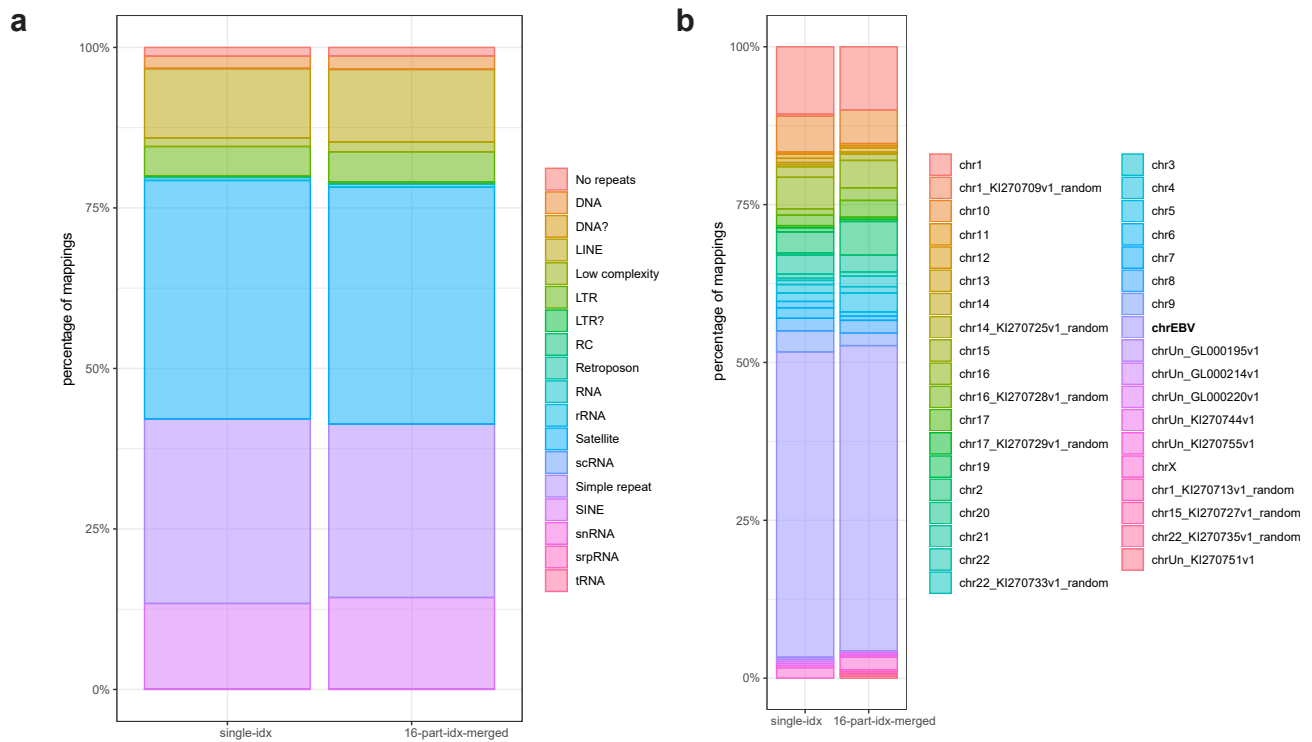 a
percentage of mappings
100%
75%
50%
25%
0%
single-idx
16-part-idx-merged
No repeats
DNA
DNA?
LINE
Low complexity
LTR
LTR?
RC
Retroposon
RNA
rRNA
Satellite
scRNA
Simple repeat
SINE
snRNA
srpRNA
tRNA
b
percentage of mappings
100%
75%
50%
25%
0%
single-idx
16-part-idx-merged
chr1
chr1_KI270709v1_random
chr10
chr11
chr12
chr13
chr14
chr14_KI270725v1_random
chr15
chr16
chr16_KI270728v1_random
chr17
chr17_KI270729v1_random
chr19
chr2
chr20
chr21
chr22
chr22_KI270733v1_random
chr3
chr4
chr5
chr6
chr7
chr8
chr9
chrEBV
chrUn_GL000195v1
chrUn_GL000214v1
chrUn_GL000220v1
chrUn_KI270744v1
chrUn_KI270755v1
chrX
chr1_KI270713v1_random
chr15_KI270727v1_random
chr22_KI270735v1_random
chrUn_KI270751v1